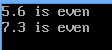 5.6 is even
7.3 is even